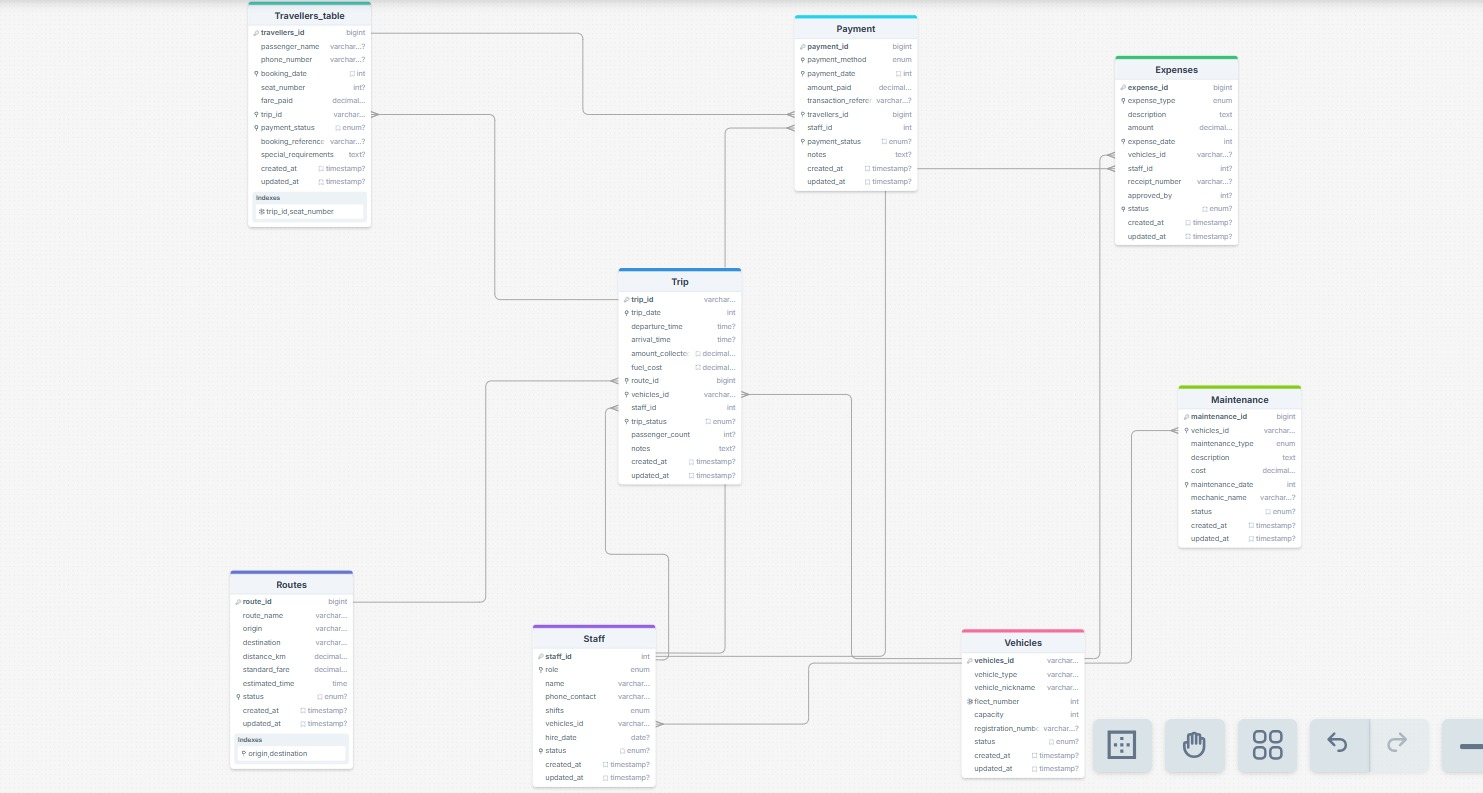 Travellers_table
travellers_id bigint
passenger_name varchar...?
phone_number varchar...?
booking_date int
seat_number int?
fare_paid decimal...
trip_id varchar...
payment_status enum?
booking_reference varchar...?
special_requirements text?
created_at timestamp?
updated_at timestamp?
Indexes
trip_id,seat_number
Payment
payment_id bigint
payment_method enum
payment_date int
amount_paid decimal...
transaction_refere varchar...?
travellers_id bigint
staff_id int
payment_status enum?
notes text?
created_at timestamp?
updated_at timestamp?
Expenses
expense_id bigint
expense_type enum
description text
amount decimal...
expense_date int
vehicles_id varchar...?
staff_id int?
receipt_number varchar...?
approved_by int?
status enum?
created_at timestamp?
updated_at timestamp?
Trip
trip_id varchar...
trip_date int
departure_time time?
arrival_time time?
amount_collecte decimal...
fuel_cost decimal...
route_id bigint
vehicles_id varchar...
staff_id int
trip_status enum?
passenger_count int?
notes text?
created_at timestamp?
updated_at timestamp?
Maintenance
maintenance_id bigint
vehicles_id varchar...
maintenance_type enum
description text
cost decimal...
maintenance_date int
mechanic_name varchar...?
status enum?
created_at timestamp?
updated_at timestamp?
Routes
route_id bigint
route_name varchar...
origin varchar...
destination varchar...
distance_km decimal...
standard_fare decimal...
estimated_time time
status enum?
created_at timestamp?
updated_at timestamp?
Indexes
origin,destination
Staff
staff_id int
role enum
name varchar...
phone_contact varchar...
shifts enum
vehicles_id varchar...
hire_date date?
status enum?
created_at timestamp?
updated_at timestamp?
Vehicles
vehicles_id varchar...
vehicle_type varchar...
vehicle_nickname varchar...
fleet_number int
capacity int
registration_numb varchar...?
status enum?
created_at timestamp?
updated_at timestamp?